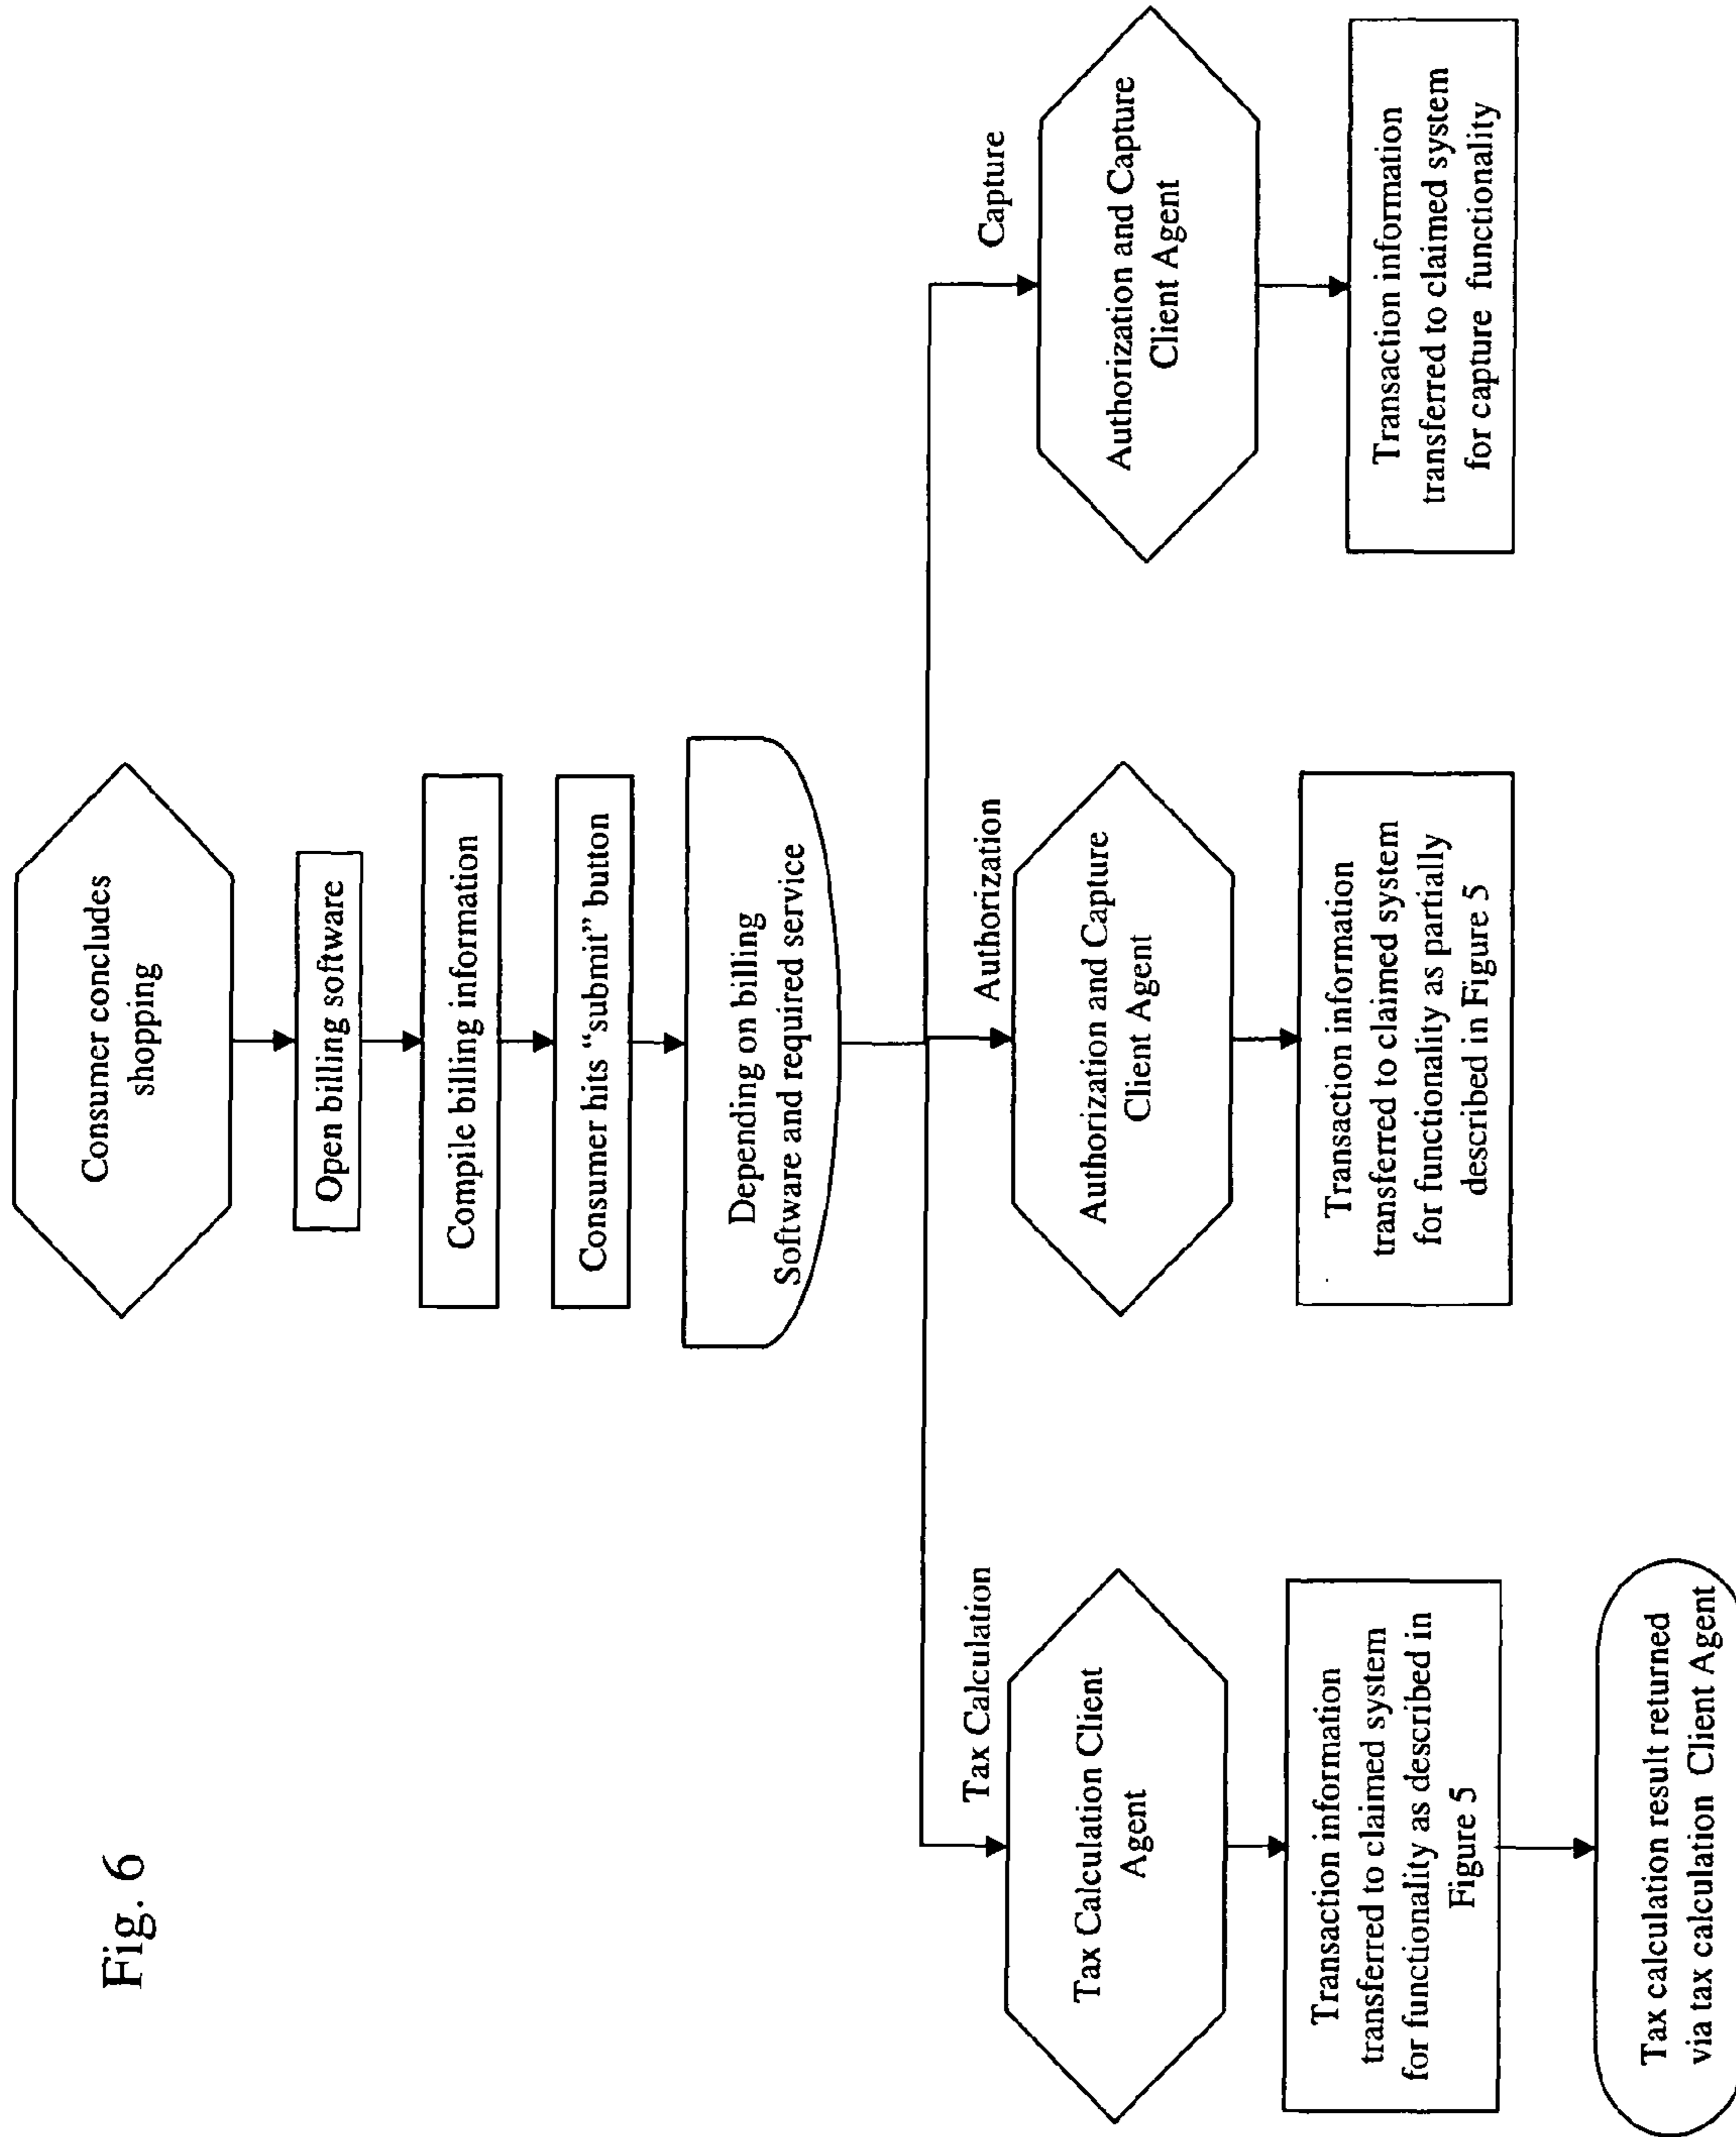 Fig. 6
Consumer concludes
shopping
Open billing software
Compile billing information
Consumer hits “submit” button
Depending on billing
Software and required service
Tax Calculation
Authorization
Capture
Tax Calculation Client
Agent
Transaction information
transferred to claimed system
for functionality as described in
Figure 5
Tax calculation result returned
via tax calculation Client Agent
Authorization and Capture
Client Agent
Transaction information
transferred to claimed system
for functionality as partially
described in Figure 5
Authorization and Capture
Client Agent
Transaction information
transferred to claimed system
for capture functionality